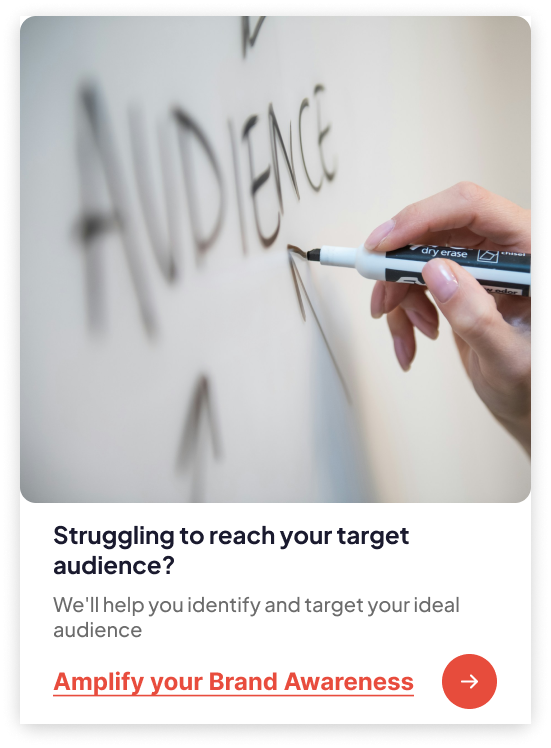 AUDIENCE
dry erase
Struggling to reach your target
audience?
We'll help you identify and target your ideal
audience
Amplify your Brand Awareness